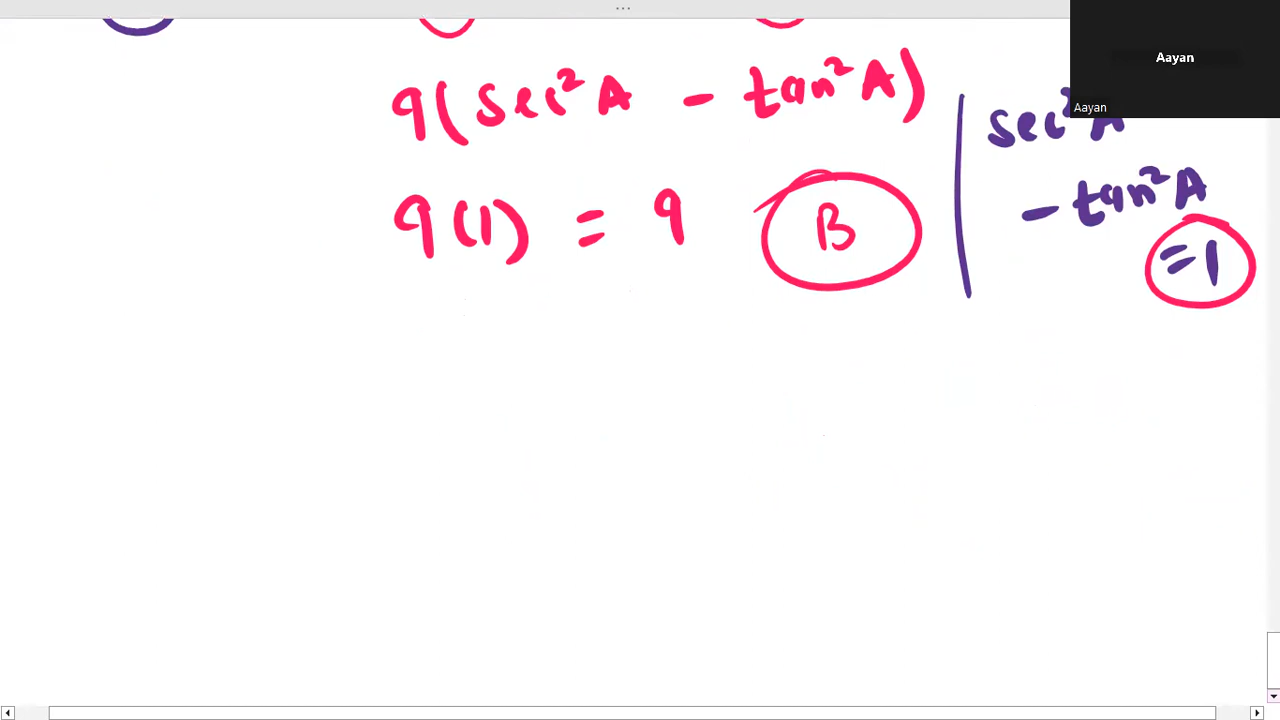 Aayan
Aayan
9(sec²A - tan²A)
sec²A
- tan²A
= 1
9(1) = 9 B